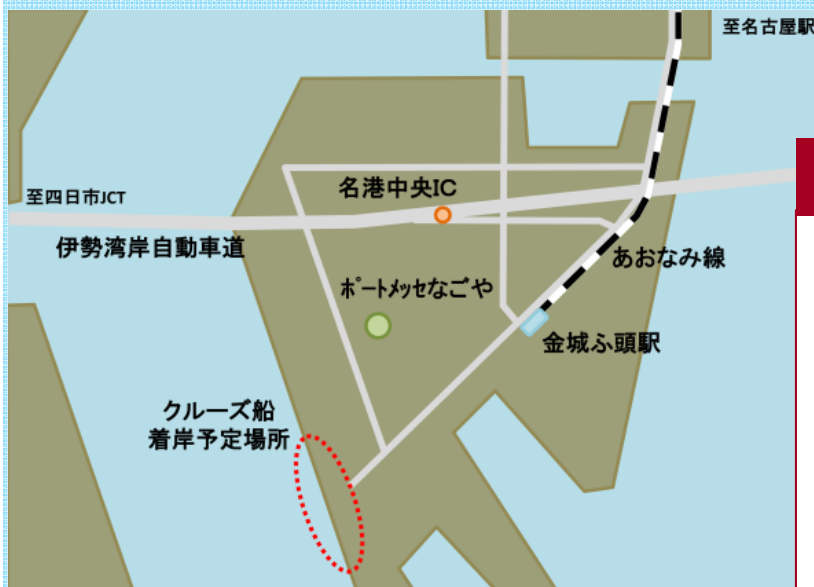 至名古屋駅
至四日市JCT
名港中央IC
伊勢湾岸自動車道
あおなみ線
ポートメッセなごや
金城ふ頭駅
クルーズ船
着岸予定場所